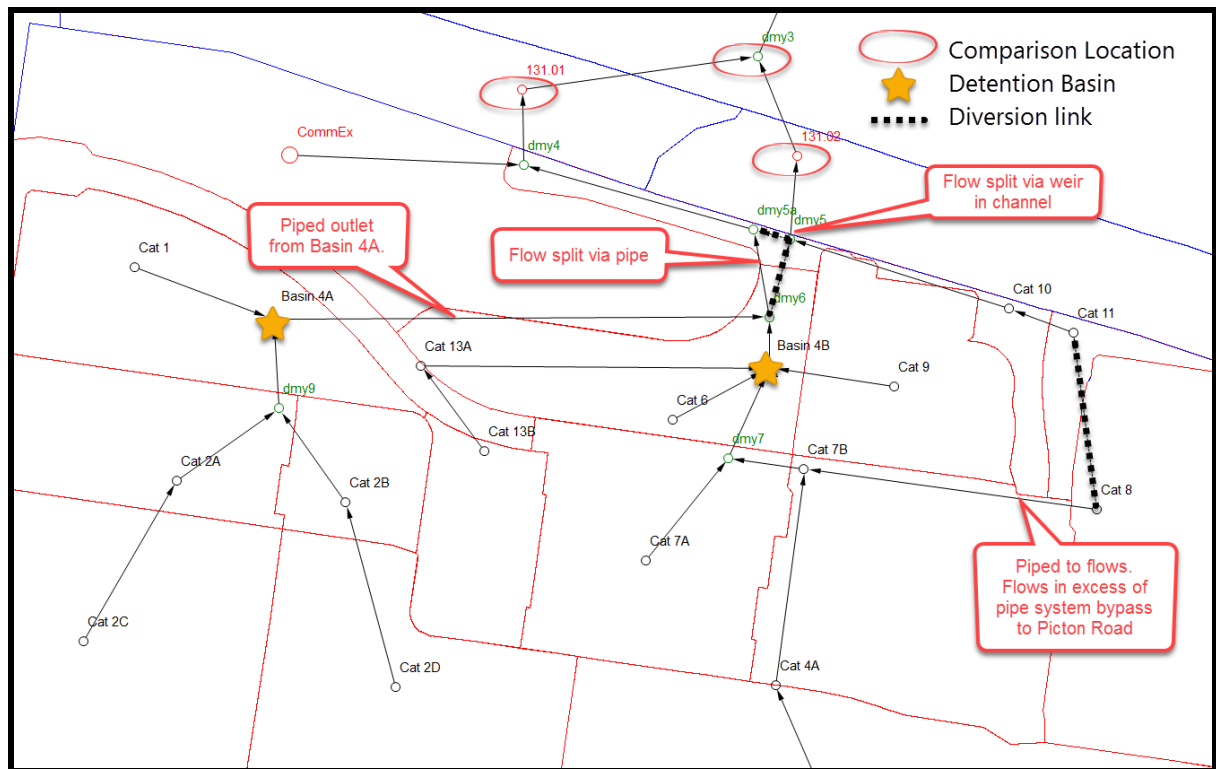 dmy3
Comparison Location
131.01
Detention Basin
Diversion link
CommEx
131.02
dmy4
Flow split via weir
in channel
Piped outlet
from Basin 4A.
dmy5a
dmy5
Flow split via pipe
Cat 1
Basin 4A
dmy6
Cat 10
Cat 11
Cat 13A
Basin 4B
Cat 9
dmy9
Cat 6
Cat 13B
dmy7
Cat 7B
Cat 2A
Cat 2B
Cat 8
Cat 7A
Piped to flows.
Flows in excess of
pipe system bypass
to Picton Road
Cat 2C
Cat 2D
Cat 4A